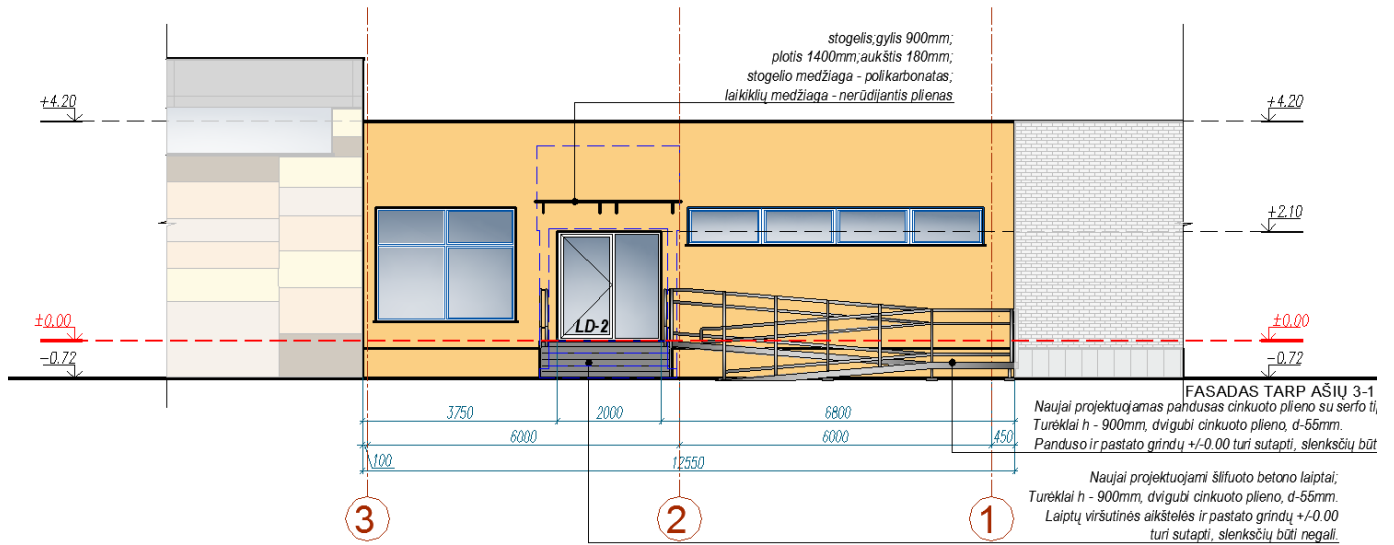 stogelis;gylis 900mm;
plotis 1400mm;aukštis 180mm;
stogelio medžiaga - polikarbonatas;
laikiklių medžiaga - nerūdijantis plienas
+4.20
+4.20
+2.10
±0.00
±0.00
-0.72
-0.72
LD-2
FASADAS TARP AŠIŲ 3-1
Naujai projektuojamas pandusas cinkuoto plieno su serfo
Turėklai h - 900mm, dvigubi cinkuoto plieno, d-55mm.
Panduso ir pastato grindų +/-0.00 turi sutapti, slenksčių būt
3750
2000
6800
6000
6000
450
100
12550
Naujai projektuojami šlifuoto betono laiptai;
Turėklai h - 900mm, dvigubi cinkuoto plieno, d-55mm.
Laiptų viršutinės aikštelės ir pastato grindų +/-0.00
turi sutapti, slenksčių būti negali.
3
2
1